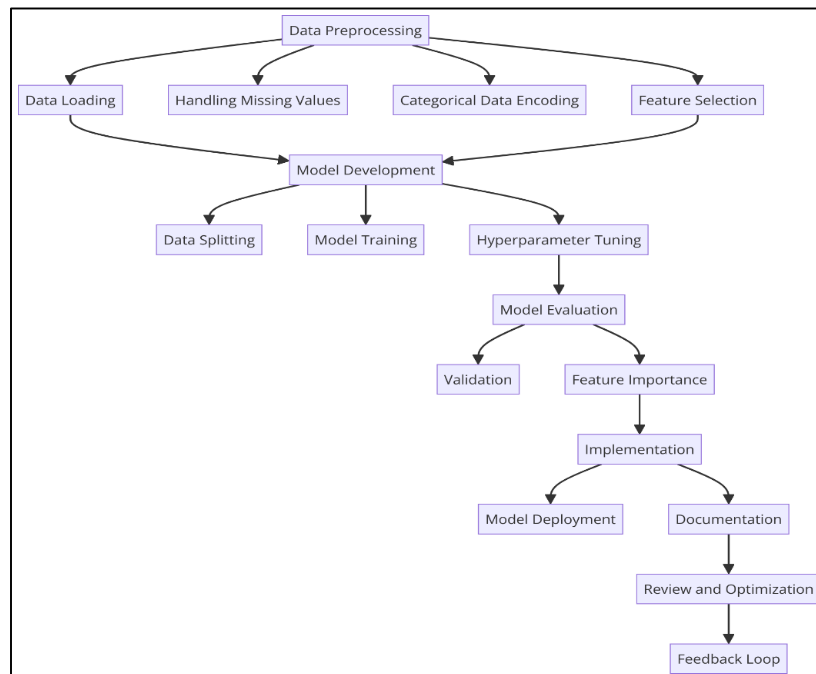 Data Preprocessing
Data Loading
Handling Missing Values
Categorical Data Encoding
Feature Selection
Model Development
Data Splitting
Model Training
Hyperparameter Tuning
Model Evaluation
Validation
Feature Importance
Implementation
Model Deployment
Documentation
Review and Optimization
Feedback Loop